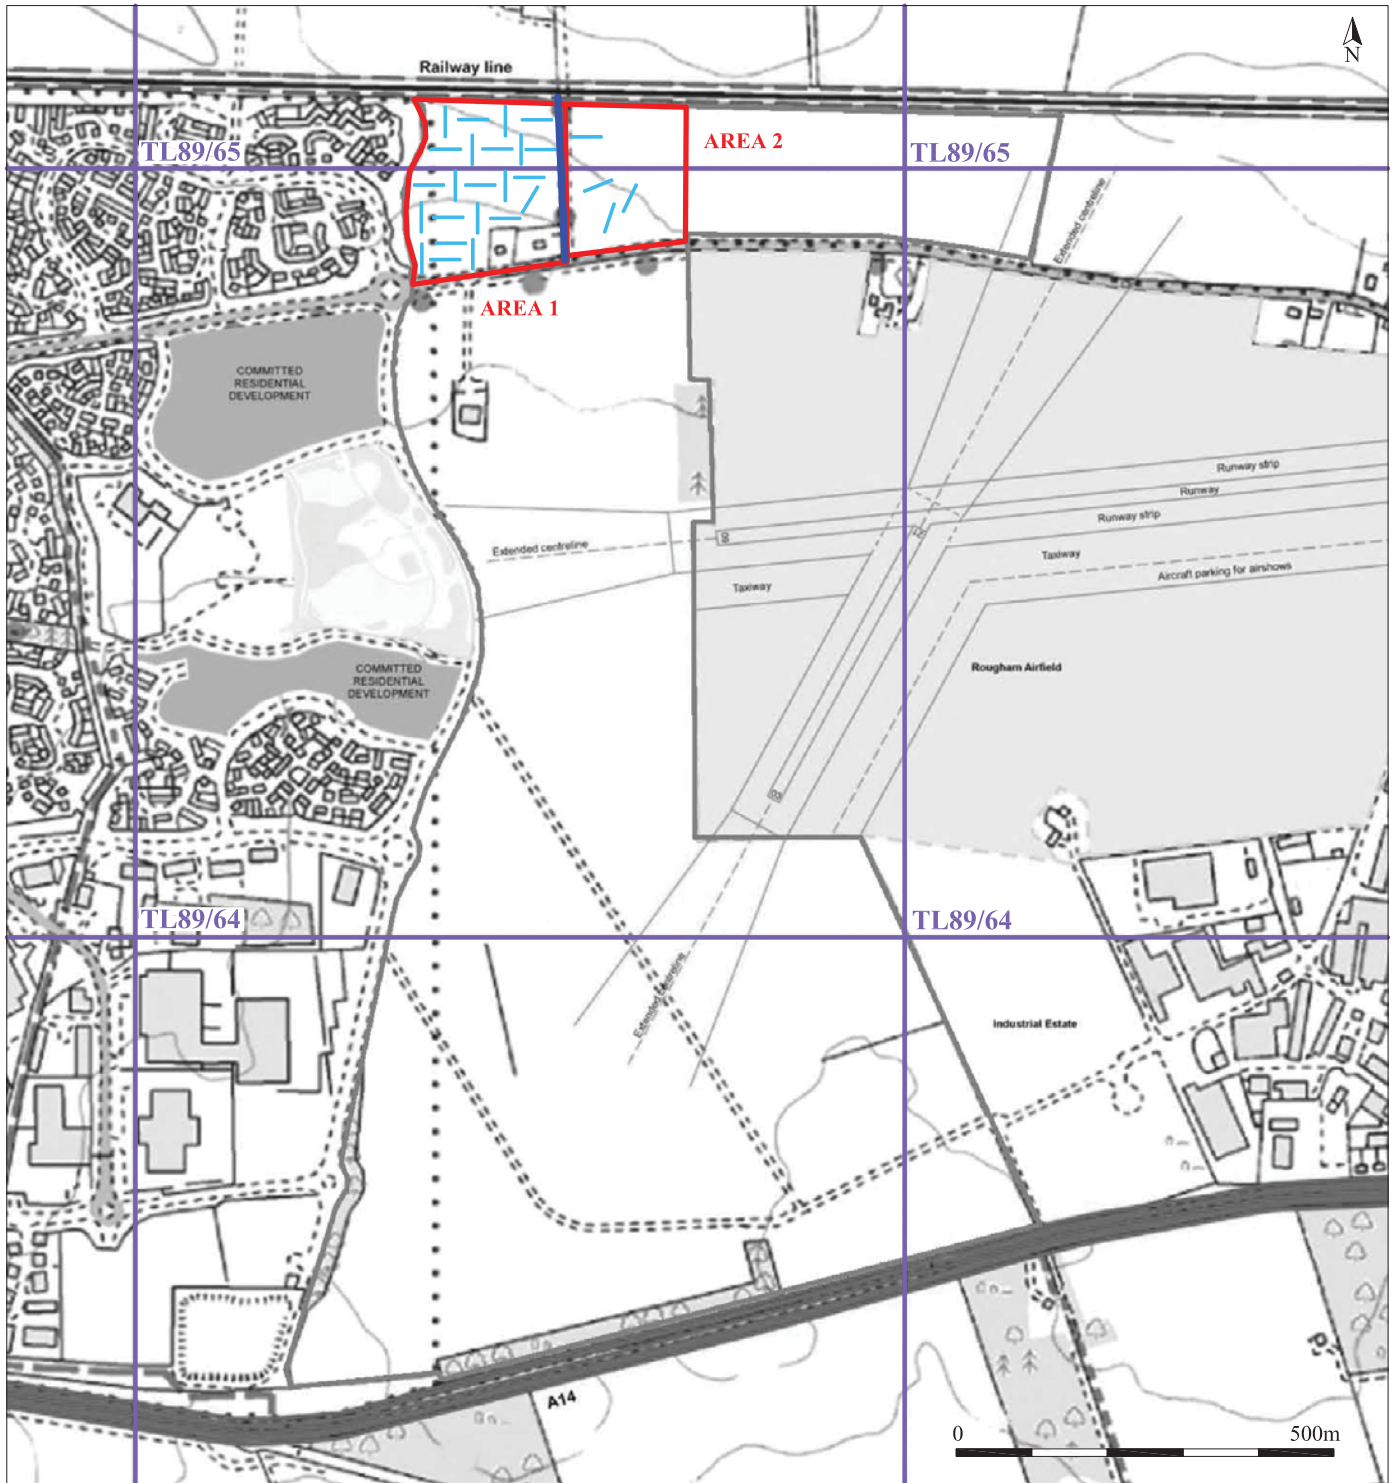 N
Railway line
AREA 2
TL89/65
TL89/65
Extended centreline
AREA 1
COMMITTED
RESIDENTIAL
DEVELOPMENT
Runway strip
Runway
Runway strip
Extended centreline
Taxiway
Aircraft parking for airshows
Taxiway
COMMITTED
RESIDENTIAL
DEVELOPMENT
Rougham Airfield
03
TL89/64
TL89/64
Extended centreline
Industrial Estate
A14
0
500m